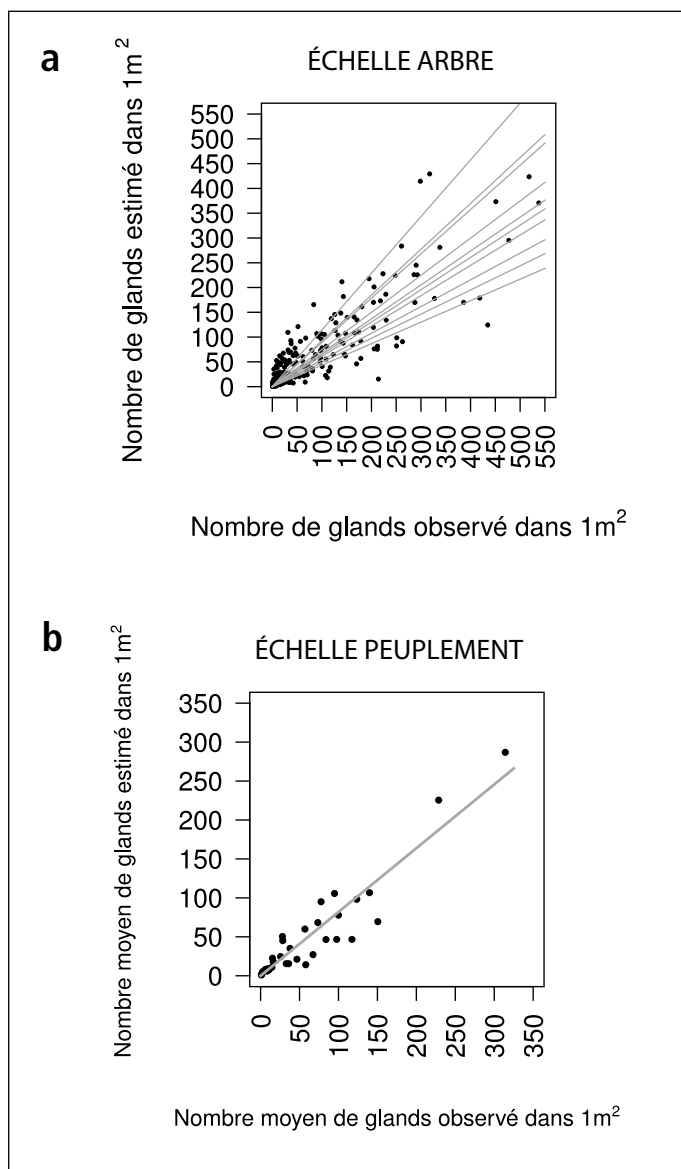 a
ÉCHELLE ARBRE
Nombre de glands estimé dans 1m²
550
500
450
400
350
300
250
200
150
100
50
0
0 50 100 150 200 250 300 350 400 450 500 550
Nombre de glands observé dans 1m²
b
ÉCHELLE PEUPLEMENT
Nombre moyen de glands estimé dans 1m²
350
300
250
200
150
100
50
0
0 50 100 150 200 250 300 350
Nombre moyen de glands observé dans 1m²